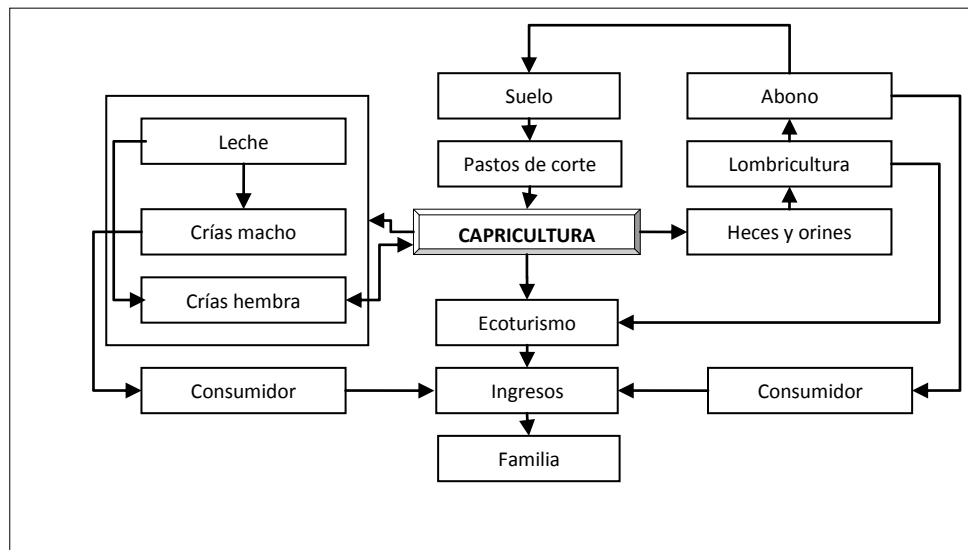 Suelo
Abono
Leche
Pastos de corte
Lombricultura
Crías macho
CAPRICULTURA
Heces y orines
Crías hembra
Ecoturismo
Consumidor
Ingresos
Consumidor
Familia